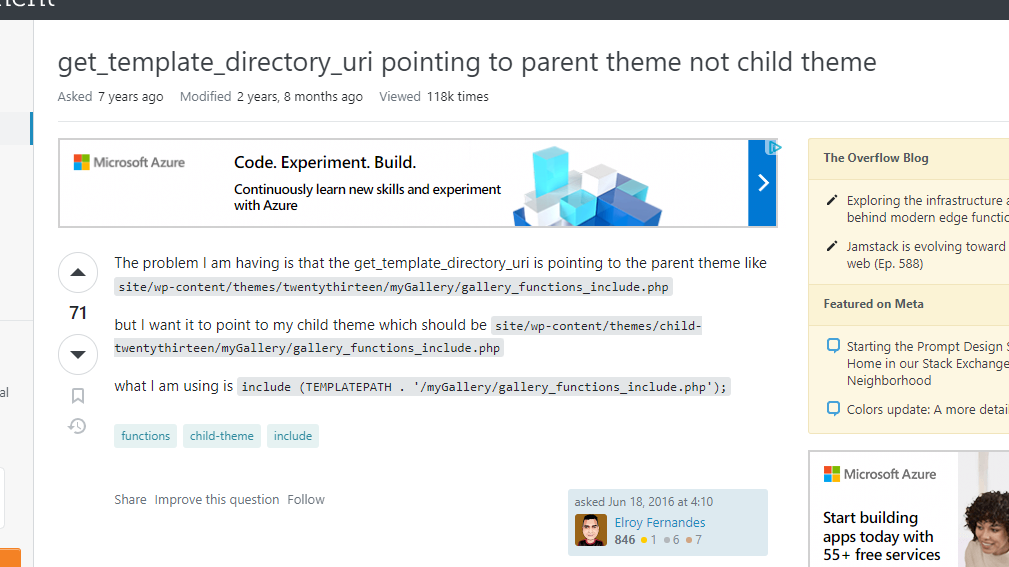 get_template_directory_uri pointing to parent theme not child theme
Asked 7 years ago Modified 2 years, 8 months ago Viewed 118k times
Microsoft Azure
Code. Experiment. Build.
Continuously learn new skills and experiment
with Azure
The problem I am having is that the get_template_directory_uri is pointing to the parent theme like
site/wp-content/themes/twentythirteen/myGallery/gallery_functions_include.php
71
but I want it to point to my child theme which should be site/wp-content/themes/child-
twentythirteen/myGallery/gallery_functions_include.php
what I am using is include (TEMPLATEPATH . '/myGallery/gallery_functions_include.php');
functions child-theme include
Share Improve this question Follow
asked Jun 18, 2016 at 4:10
Elroy Fernandes
846 1 6 7
The Overflow Blog
Exploring the infrastructure
behind modern edge functio
Jamstack is evolving toward
web (Ep. 588)
Featured on Meta
Starting the Prompt Design S
Home in our Stack Exchange
Neighborhood
Colors update: A more detai
Microsoft Azure
Start building
apps today with
55+ free services
al